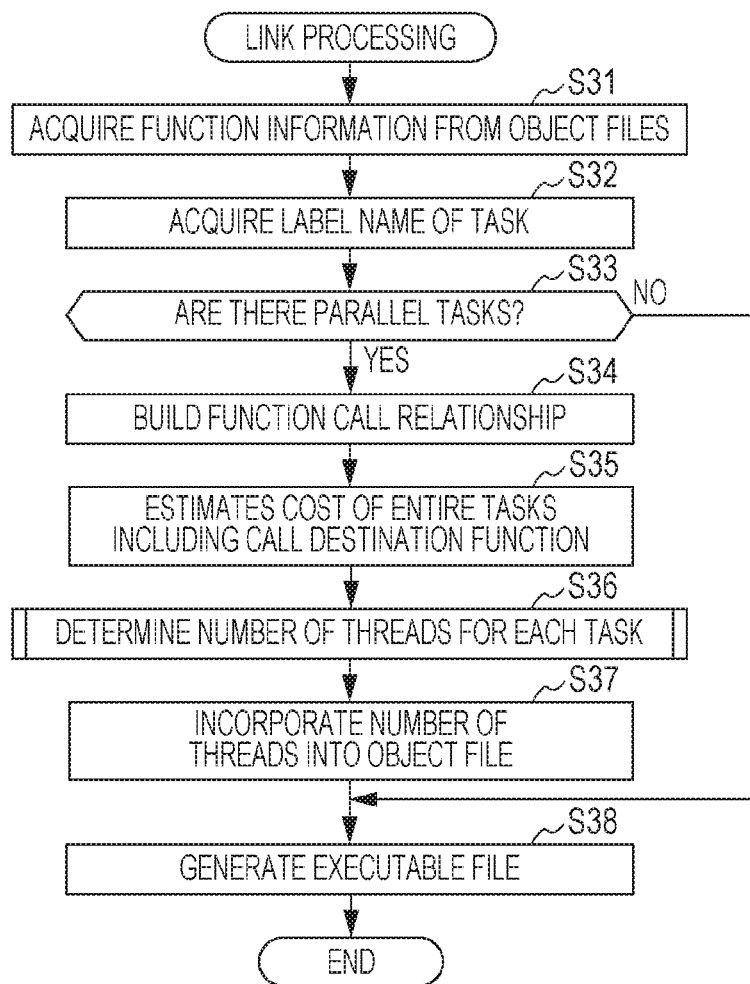 LINK PROCESSING
S31
ACQUIRE FUNCTION INFORMATION FROM OBJECT FILES
S32
ACQUIRE LABEL NAME OF TASK
S33
ARE THERE PARALLEL TASKS?
NO
YES
S34
BUILD FUNCTION CALL RELATIONSHIP
S35
ESTIMATES COST OF ENTIRE TASKS
INCLUDING CALL DESTINATION FUNCTION
S36
DETERMINE NUMBER OF THREADS FOR EACH TASK
S37
INCORPORATE NUMBER OF
THREADS INTO OBJECT FILE
S38
GENERATE EXECUTABLE FILE
END